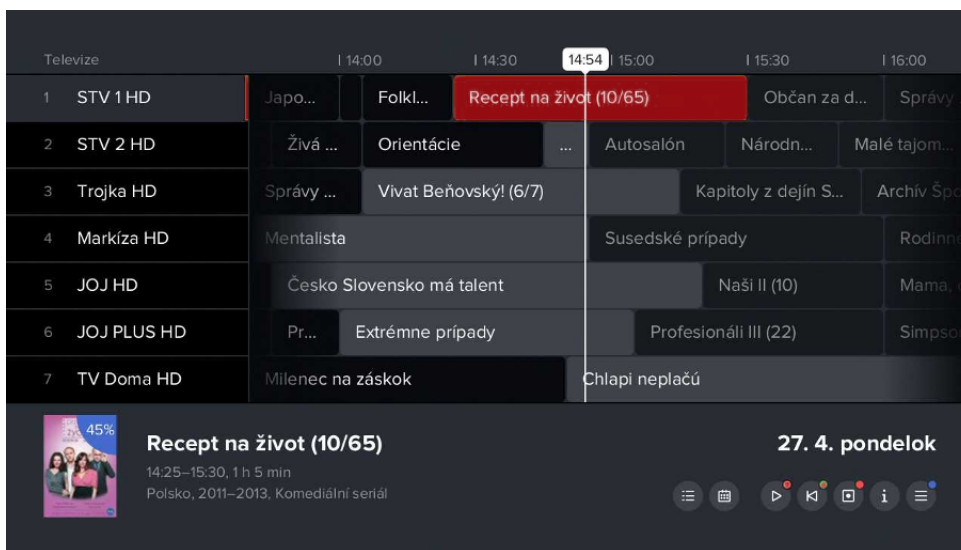 Televize | 14:00 | 14:30 14:54 | 15:00 | 15:30 | 16:00
1 STV 1 HD Japo... Folkl... Recept na život (10/65) Občan za d... Správy
2 STV 2 HD Živá ... Orientácie ... Autosalón Národn... Malé tajom...
3 Trojka HD Správy ... Vivat Beňovský! (6/7) Kapitoly z dejín S... Archív Špo
4 Markíza HD Mentalista Susedské prípady Rodinn
5 JOJ HD Česko Slovensko má talent Naši II (10) Mama,
6 JOJ PLUS HD Pr... Extrémne prípady Profesionáli III (22) Simpso
7 TV Doma HD Milenec na záskok Chlapi neplačú
45%
Recept na život (10/65) 27. 4. pondelok
14:25–15:30, 1 h 5 min
Polsko, 2011–2013, Komediální seriál